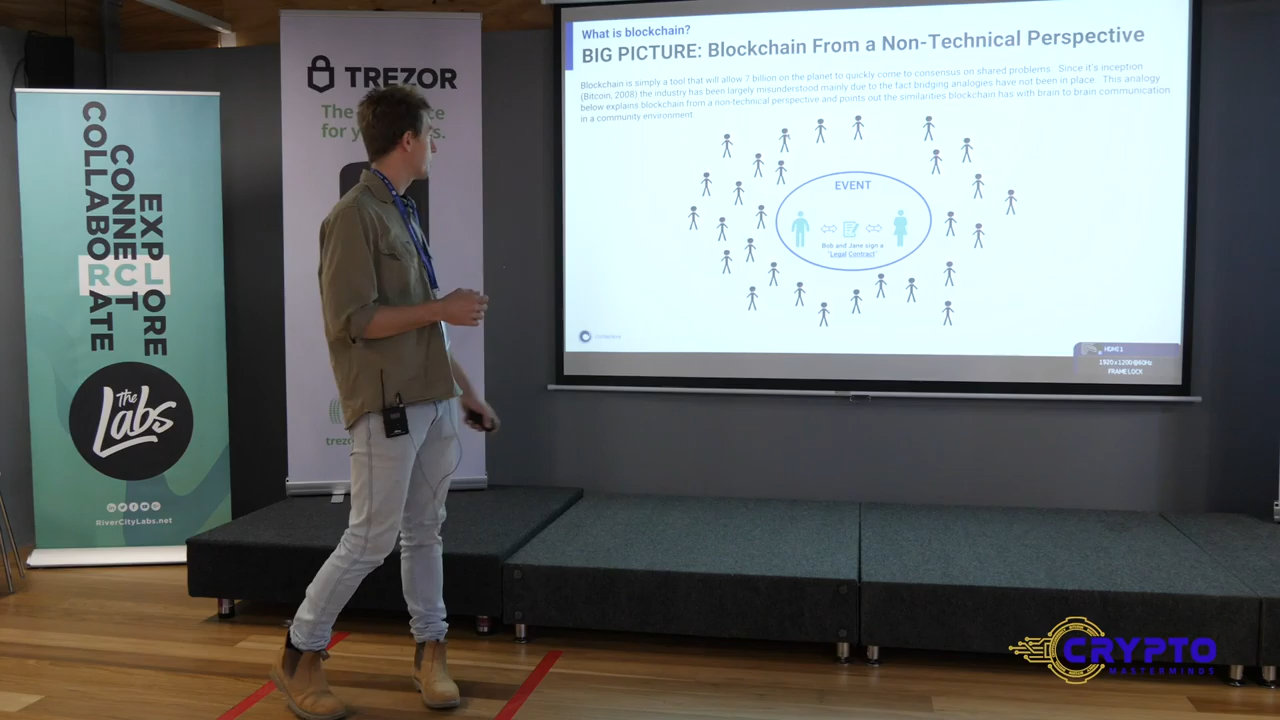 What is blockchain?
BIG PICTURE: Blockchain From a Non-Technical Perspective
Blockchain is simply a tool that will allow 7 billion on the planet to quickly come to consensus on shared problems. Since it's inception
(Bitcoin, 2008) the industry has been largely misunderstood mainly due to the fact bridging analogies have not been in place. This analogy
below explains blockchain from a non-technical perspective and points out the similarities blockchain has with brain to brain communication
in a community environment
EVENT
Bob and Jane sign a
"Legal Contract"
HDMI 1
1920 x 1200 @60Hz
FRAME LOCK
TREZOR
The
ce
for y
s.
trezo
COLLABORATE
CONNECT
EXPLORE
RCL
the
Labs
RiverCityLabs.net
CRYPTO
MASTERMINDS